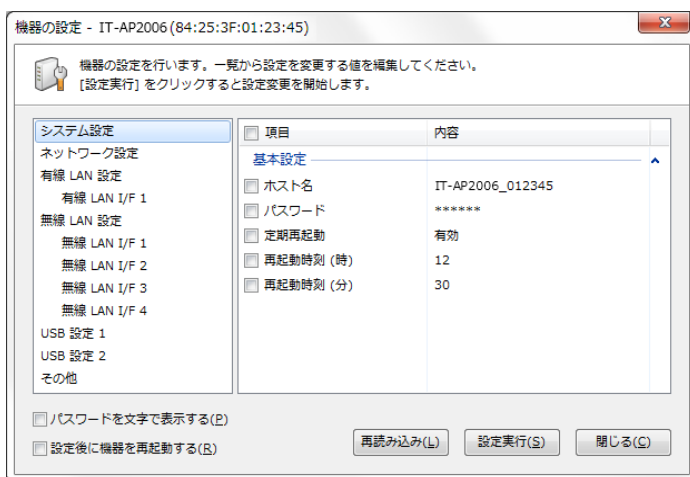 機器の設定 - IT-AP2006(84:25:3F:01:23:45)
機器の設定を行います。一覧から設定を変更する値を編集してください。
[設定実行] をクリックすると設定変更を開始します。
システム設定
ネットワーク設定
有線 LAN 設定
有線 LAN I/F 1
無線 LAN 設定
無線 LAN I/F 1
無線 LAN I/F 2
無線 LAN I/F 3
無線 LAN I/F 4
USB 設定 1
USB 設定 2
その他
項目 内容
基本設定
ホスト名 IT-AP2006_012345
パスワード ******
定期再起動 有効
再起動時刻 (時) 12
再起動時刻 (分) 30
パスワードを文字で表示する(P)
設定後に機器を再起動する(R)
再読み込み(L) 設定実行(S) 閉じる(C)